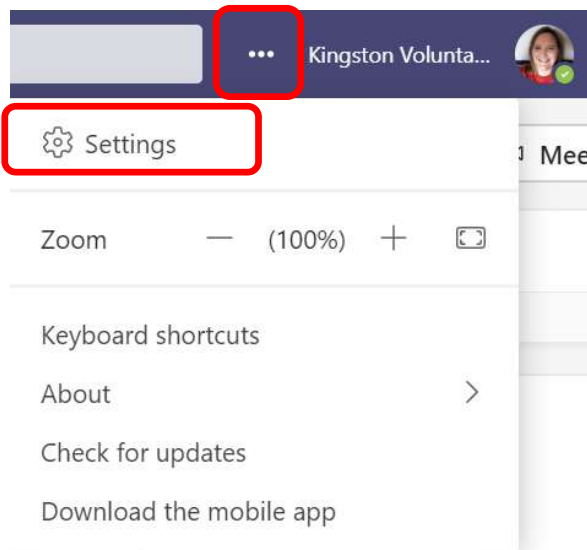 ... Kingston Volunta...
Settings
Mee
Zoom — (100%) +
Keyboard shortcuts
About >
Check for updates
Download the mobile app